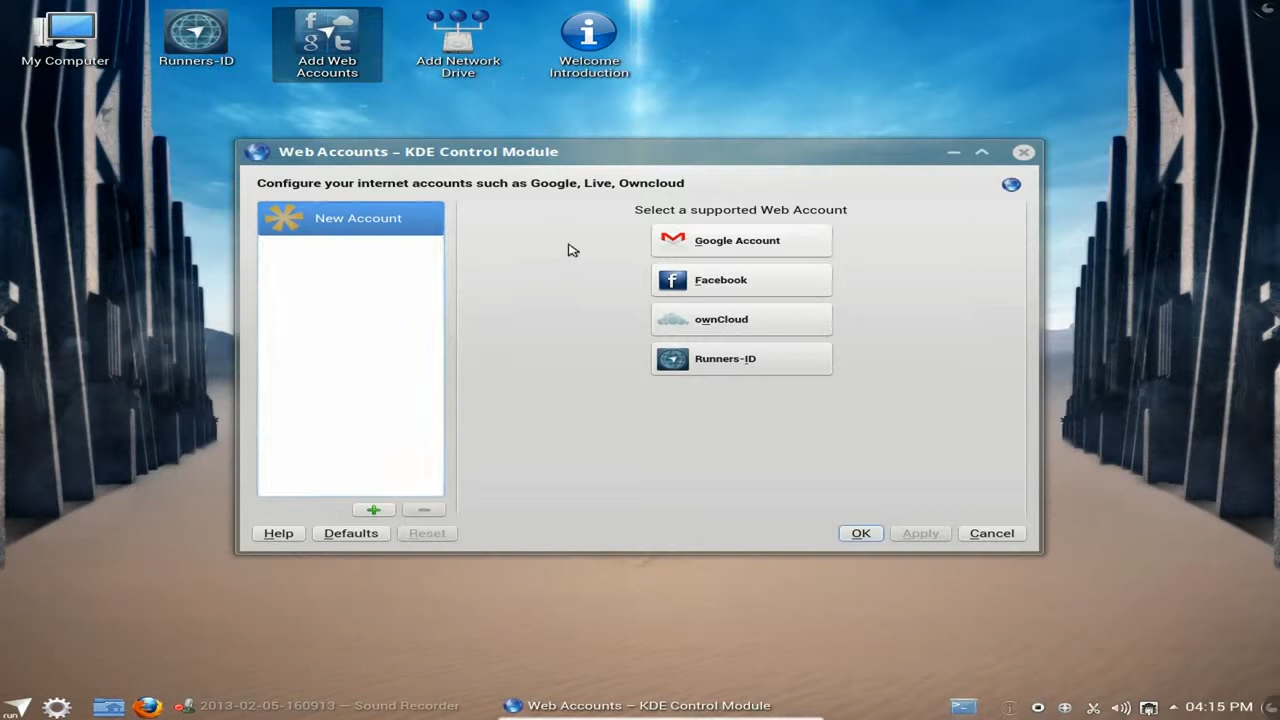 My Computer
Runners-ID
Add Web
Accounts
Add Network
Drive
Welcome
Introduction
Web Accounts – KDE Control Module
Configure your internet accounts such as Google, Live, Owncloud
New Account
Select a supported Web Account
Google Account
Facebook
ownCloud
Runners-ID
Help
Defaults
Reset
OK
Apply
Cancel
run
2013-02-05-160913 — Sound Recorder
Web Accounts – KDE Control Module
04:15 PM